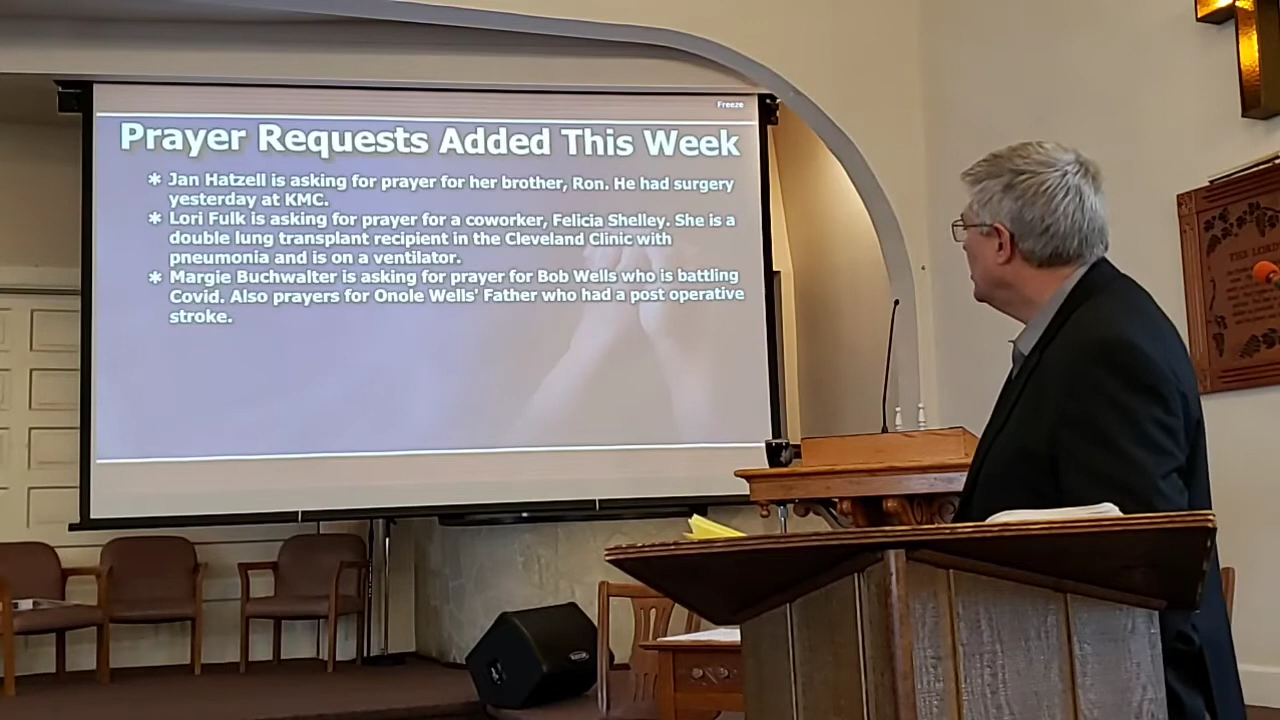 Freeze
Prayer Requests Added This Week
* Jan Hatzell is asking for prayer for her brother, Ron. He had surgery
yesterday at KMC.
* Lori Fulk is asking for prayer for a coworker, Felicia Shelley. She is a
double lung transplant recipient in the Cleveland Clinic with
pneumonia and is on a ventilator.
* Margie Buchwalter is asking for prayer for Bob Wells who is battling
Covid. Also prayers for Onole Wells' Father who had a post operative
stroke.
THE LORD